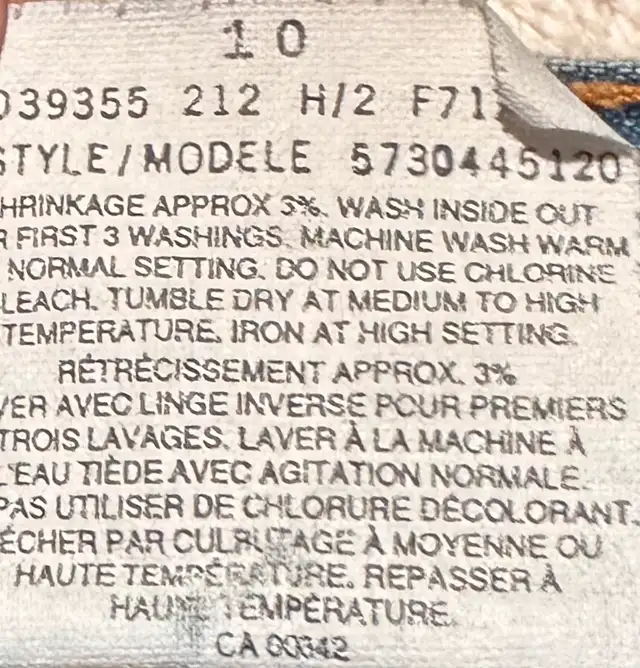 10
039355 212 H/2 F71
STYLE/MODELE 5730445120
HRINKAGE APPROX 3%. WASH INSIDE OUT
R FIRST 3 WASHINGS. MACHINE WASH WARM
NORMAL SETTING. DO NOT USE CHLORINE
LEACH. TUMBLE DRY AT MEDIUM TO HIGH
TEMPERATURE. IRON AT HIGH SETTING.
RÉTRÉCISSEMENT APPROX. 3%
VER AVEC LINGE INVERSE POUR PREMIERS
TROIS LAVAGES. LAVER À LA MACHINE À
L'EAU TIÈDE AVEC AGITATION NORMALE.
PAS UTILISER DE CHLORURE DÉCOLORANT.
ÉCHER PAR CULBUTAGE À MOYENNE OU
HAUTE TEMPÉRATURE. REPASSER À
HAUTE TEMPÉRATURE.
CA 00342